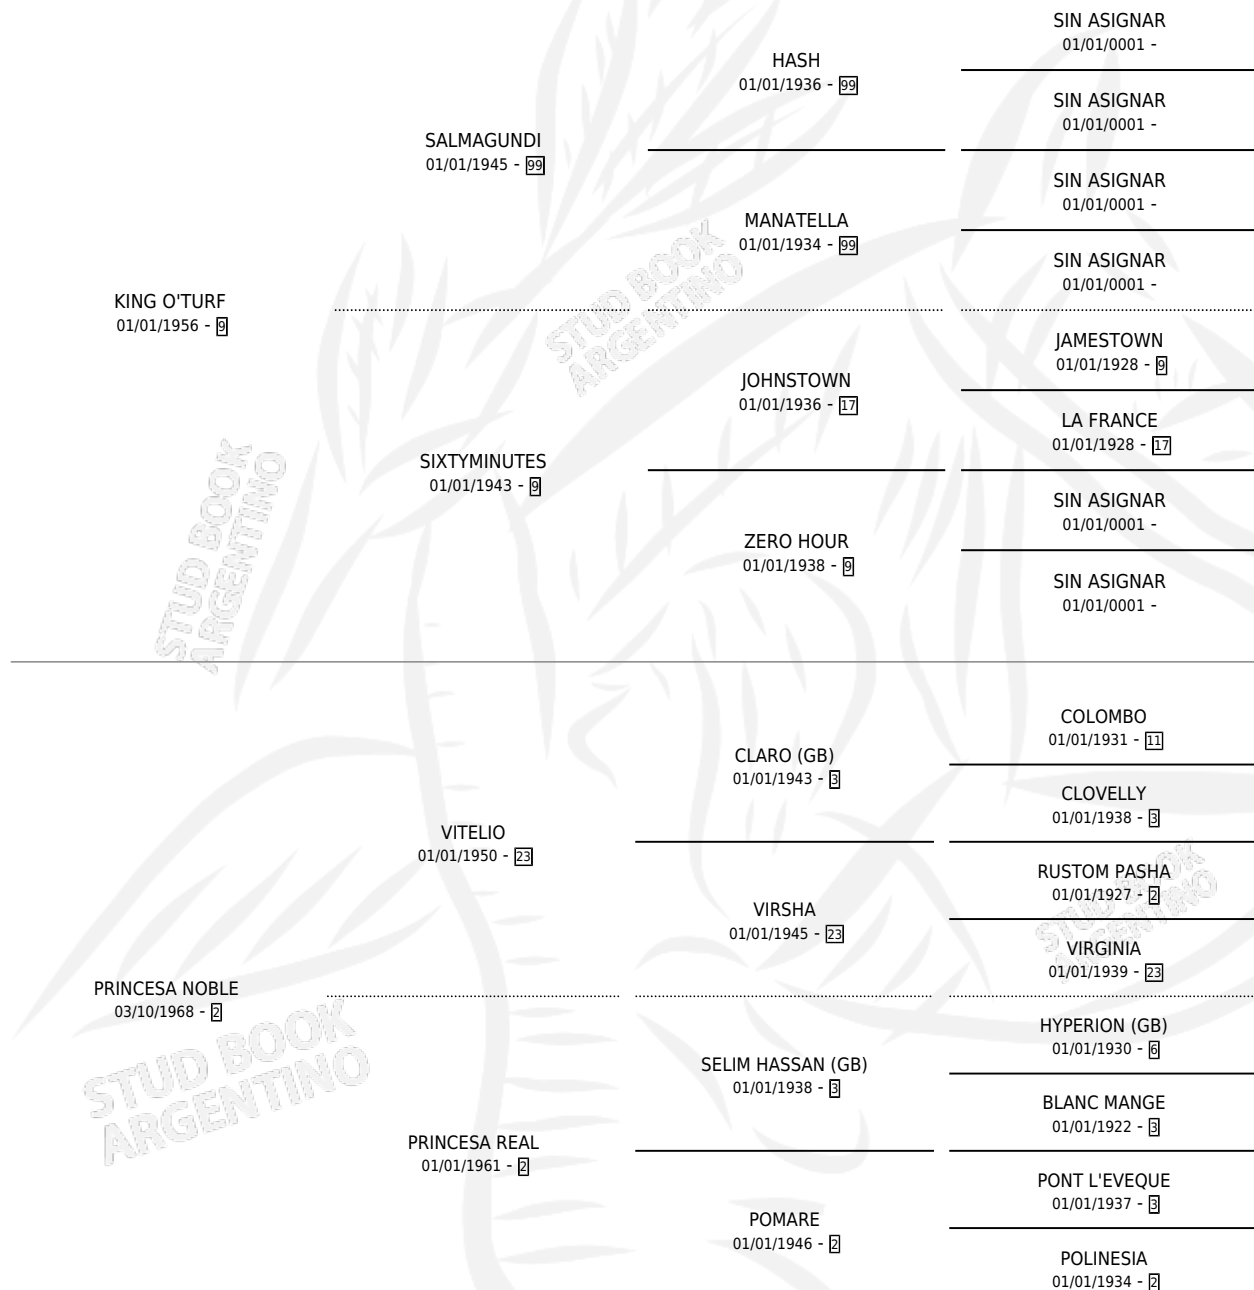 SIN ASIGNAR
01/01/0001 -
HASH
01/01/1936 - 99
SIN ASIGNAR
01/01/0001 -
SALMAGUNDI
01/01/1945 - 99
SIN ASIGNAR
01/01/0001 -
MANATELLA
01/01/1934 - 99
SIN ASIGNAR
01/01/0001 -
KING O'TURF
01/01/1956 - 9
STUD BOOK
ARGENTINO
JAMESTOWN
01/01/1928 - 9
JOHNSTOWN
01/01/1936 - 17
LA FRANCE
01/01/1928 - 17
SIXTYMINUTES
01/01/1943 - 9
SIN ASIGNAR
01/01/0001 -
ZERO HOUR
01/01/1938 - 9
SIN ASIGNAR
01/01/0001 -
STUD BOOK
ARGENTINO
COLOMBO
01/01/1931 - 11
CLARO (GB)
01/01/1943 - 3
CLOVELLY
01/01/1938 - 3
VITELIO
01/01/1950 - 23
RUSTOM PASHA
01/01/1927 - 2
VIRSHA
01/01/1945 - 23
VIRGINIA
01/01/1939 - 23
STUD BOOK
ARGENTINO
PRINCESA NOBLE
03/10/1968 - 2
HYPERION (GB)
01/01/1930 - 6
SELIM HASSAN (GB)
01/01/1938 - 3
BLANC MANGE
01/01/1922 - 3
STUD BOOK
ARGENTINO
PRINCESA REAL
01/01/1961 - 2
PONT L'EVEQUE
01/01/1937 - 3
POMARE
01/01/1946 - 2
POLINESIA
01/01/1934 - 2